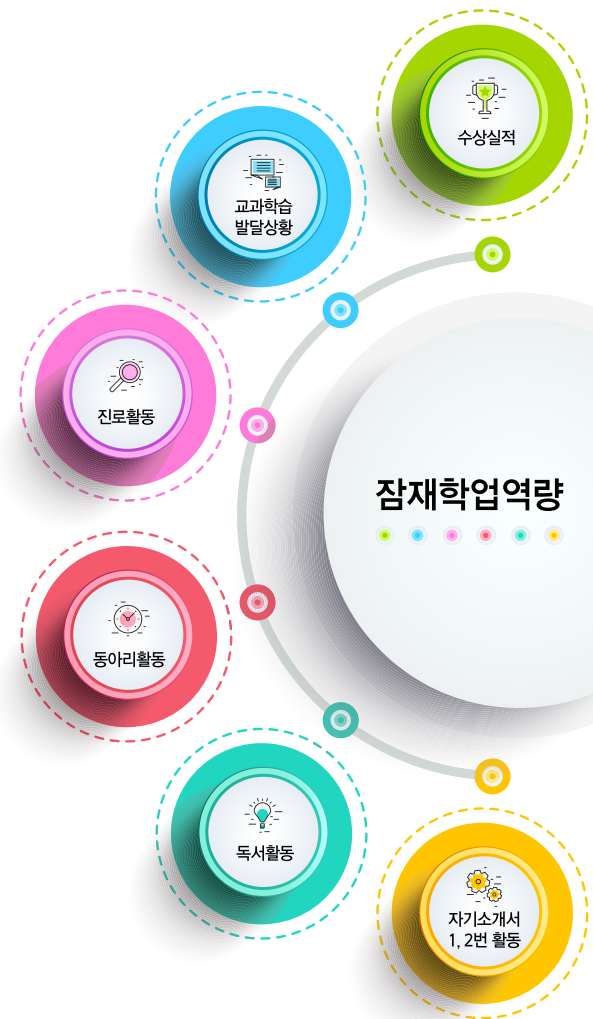 수상실적
교과학습
발달상황
진로활동
잠재학업역량
동아리활동
독서활동
자기소개서
1, 2번 활동